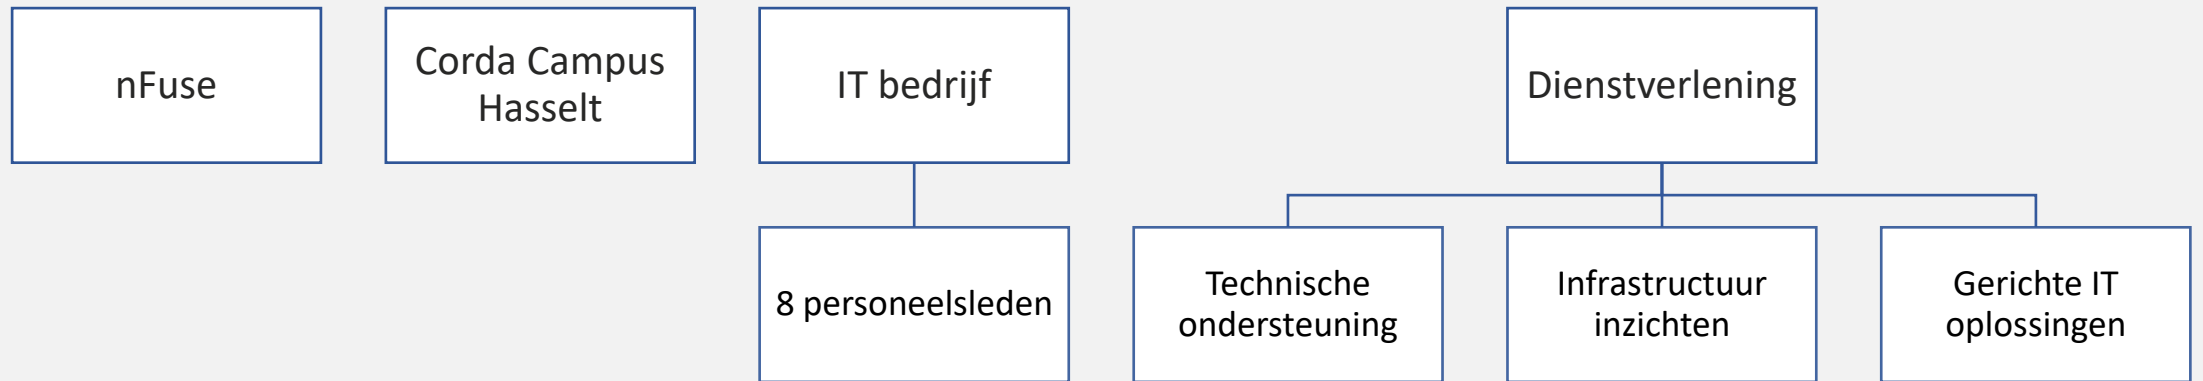 nFuse
Corda Campus
Hasselt
IT bedrijf
Dienstverlening
8 personeelsleden
Technische
ondersteuning
Infrastructuur
inzichten
Gerichte IT
oplossingen